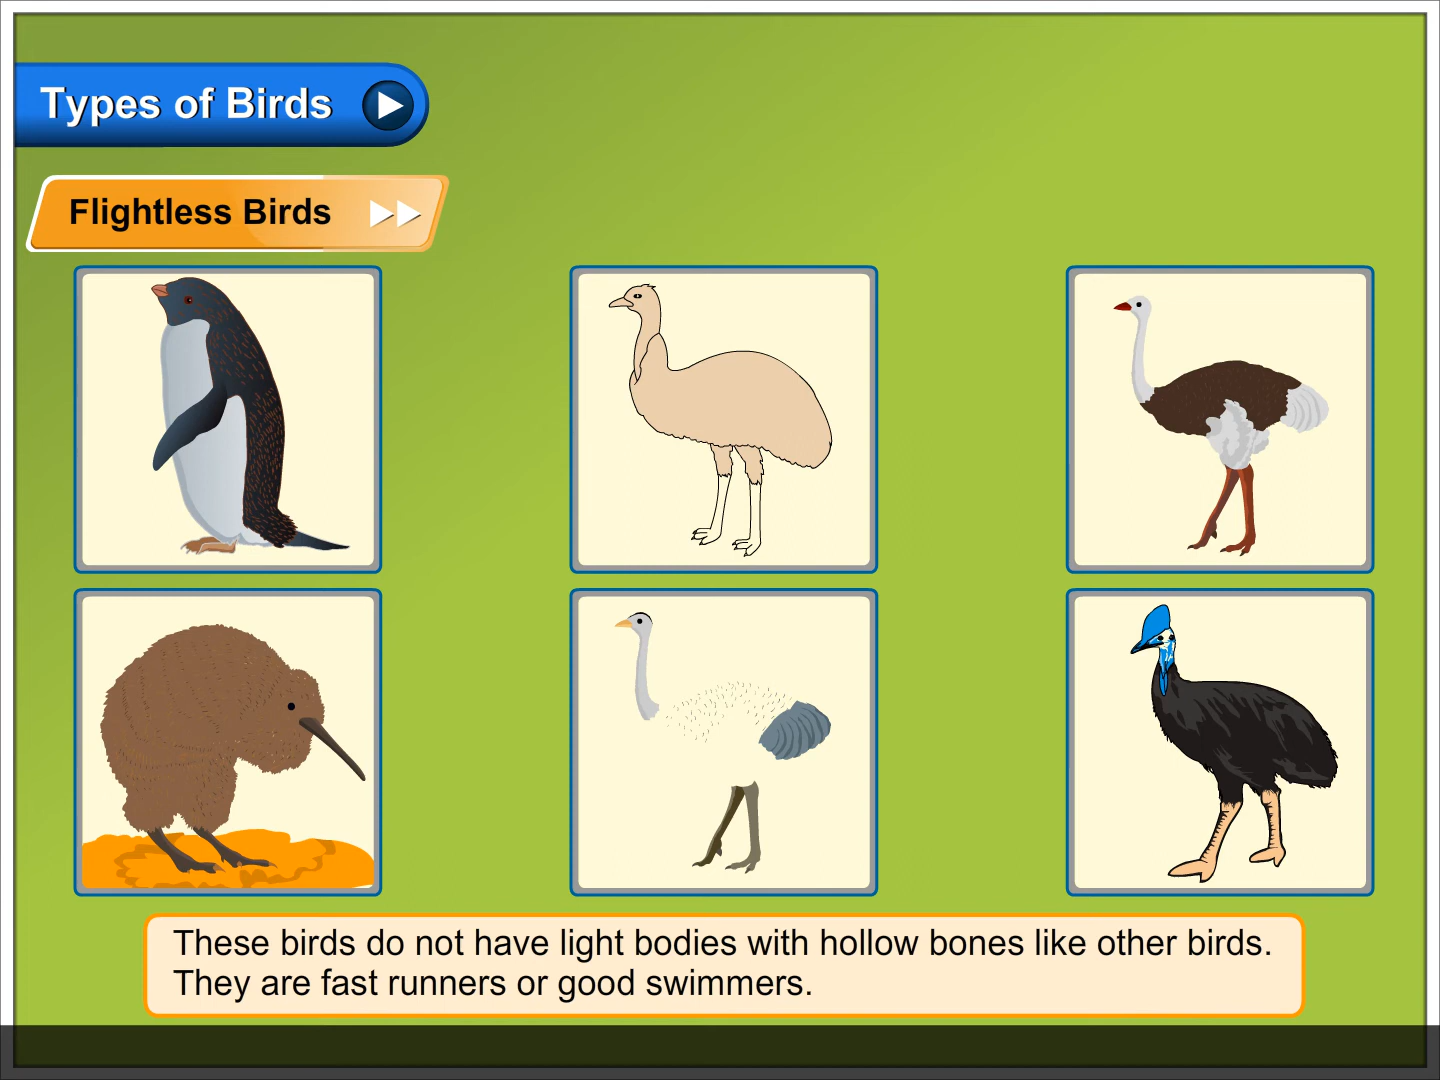 Types of Birds
Flightless Birds
These birds do not have light bodies with hollow bones like other birds.
They are fast runners or good swimmers.